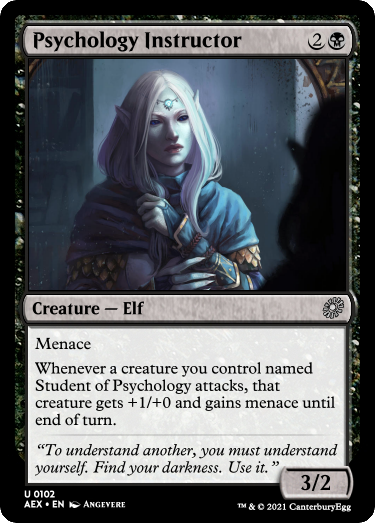 Psychology Instructor 2
Creature — Elf
Menace
Whenever a creature you control named
Student of Psychology attacks, that
creature gets +1/+0 and gains menace until
end of turn.
“To understand another, you must understand
yourself. Find your darkness. Use it.”
3/2
U 0102
AEX • EN ANGEVERE
™ & © 2021 CanterburyEgg